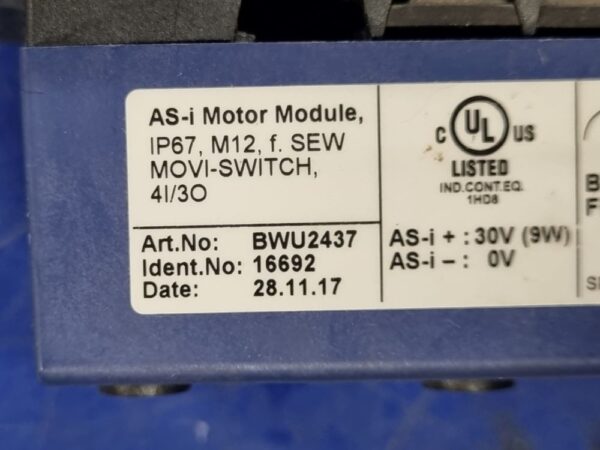 AS-i Motor Module,
IP67, M12, f. SEW
MOVI-SWITCH,
4I/3O
Art.No: BWU2437
Ident.No: 16692
Date: 28.11.17
C UL US
LISTED
IND.CONT.EQ.
1HD8
AS-i + : 30V (9W)
AS-i – : 0V
B
F